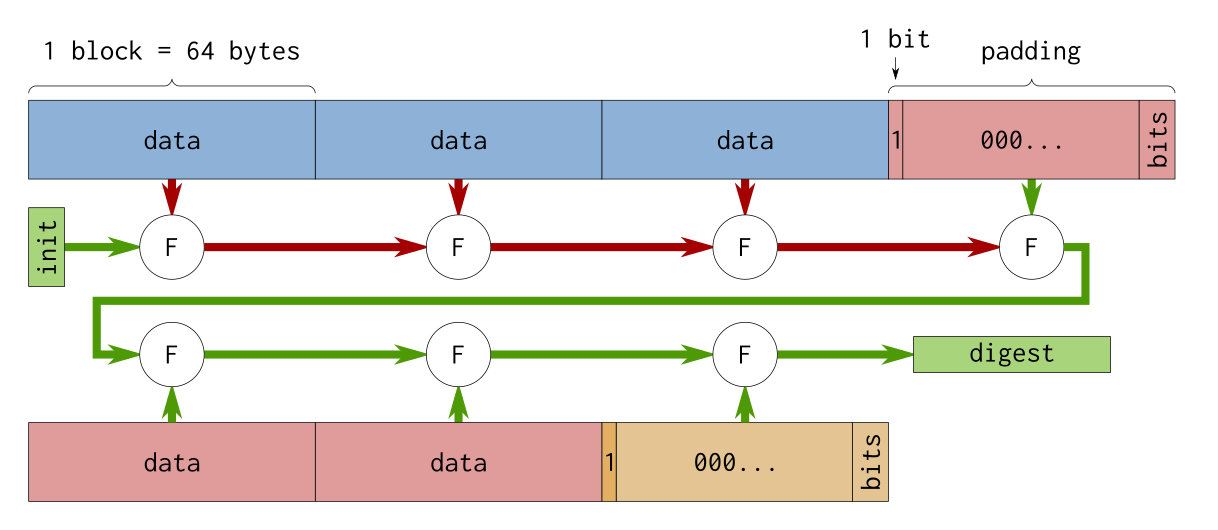 1 block = 64 bytes
1 bit
padding
data
data
data
1
000...
bits
init
F
F
F
F
F
F
F
digest
data
data
1
000...
bits